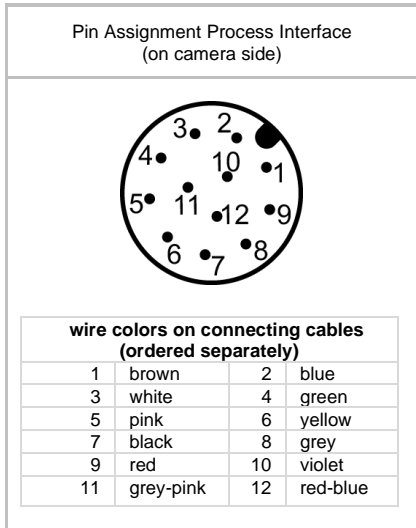 Pin Assignment Process Interface
(on camera side)
3 2
4 10 1
5 11 12 9
6 7 8
wire colors on connecting cables
(ordered separately)
1 brown 2 blue
3 white 4 green
5 pink 6 yellow
7 black 8 grey
9 red 10 violet
11 grey-pink 12 red-blue